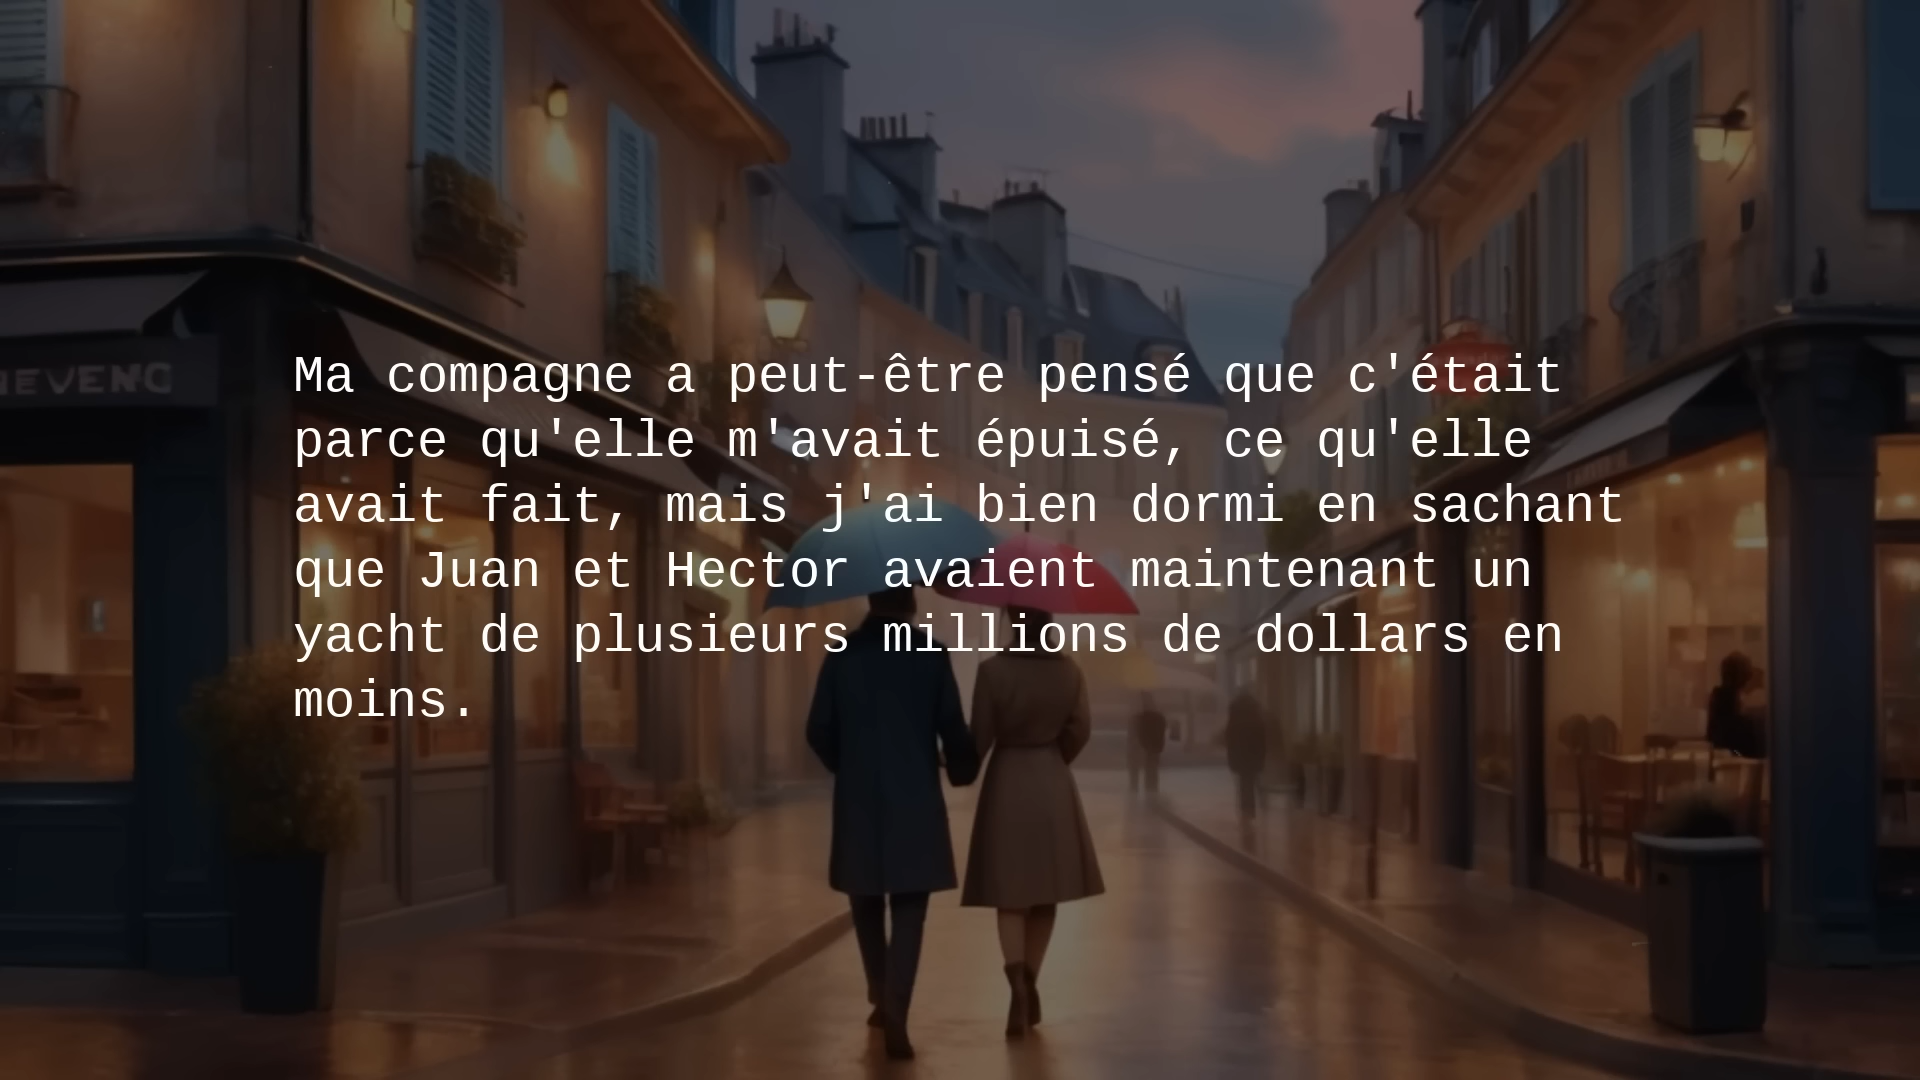 Ma compagne a peut-être pensé que c'était
parce qu'elle m'avait épuisé, ce qu'elle
avait fait, mais j'ai bien dormi en sachant
que Juan et Hector avaient maintenant un
yacht de plusieurs millions de dollars en
moins.